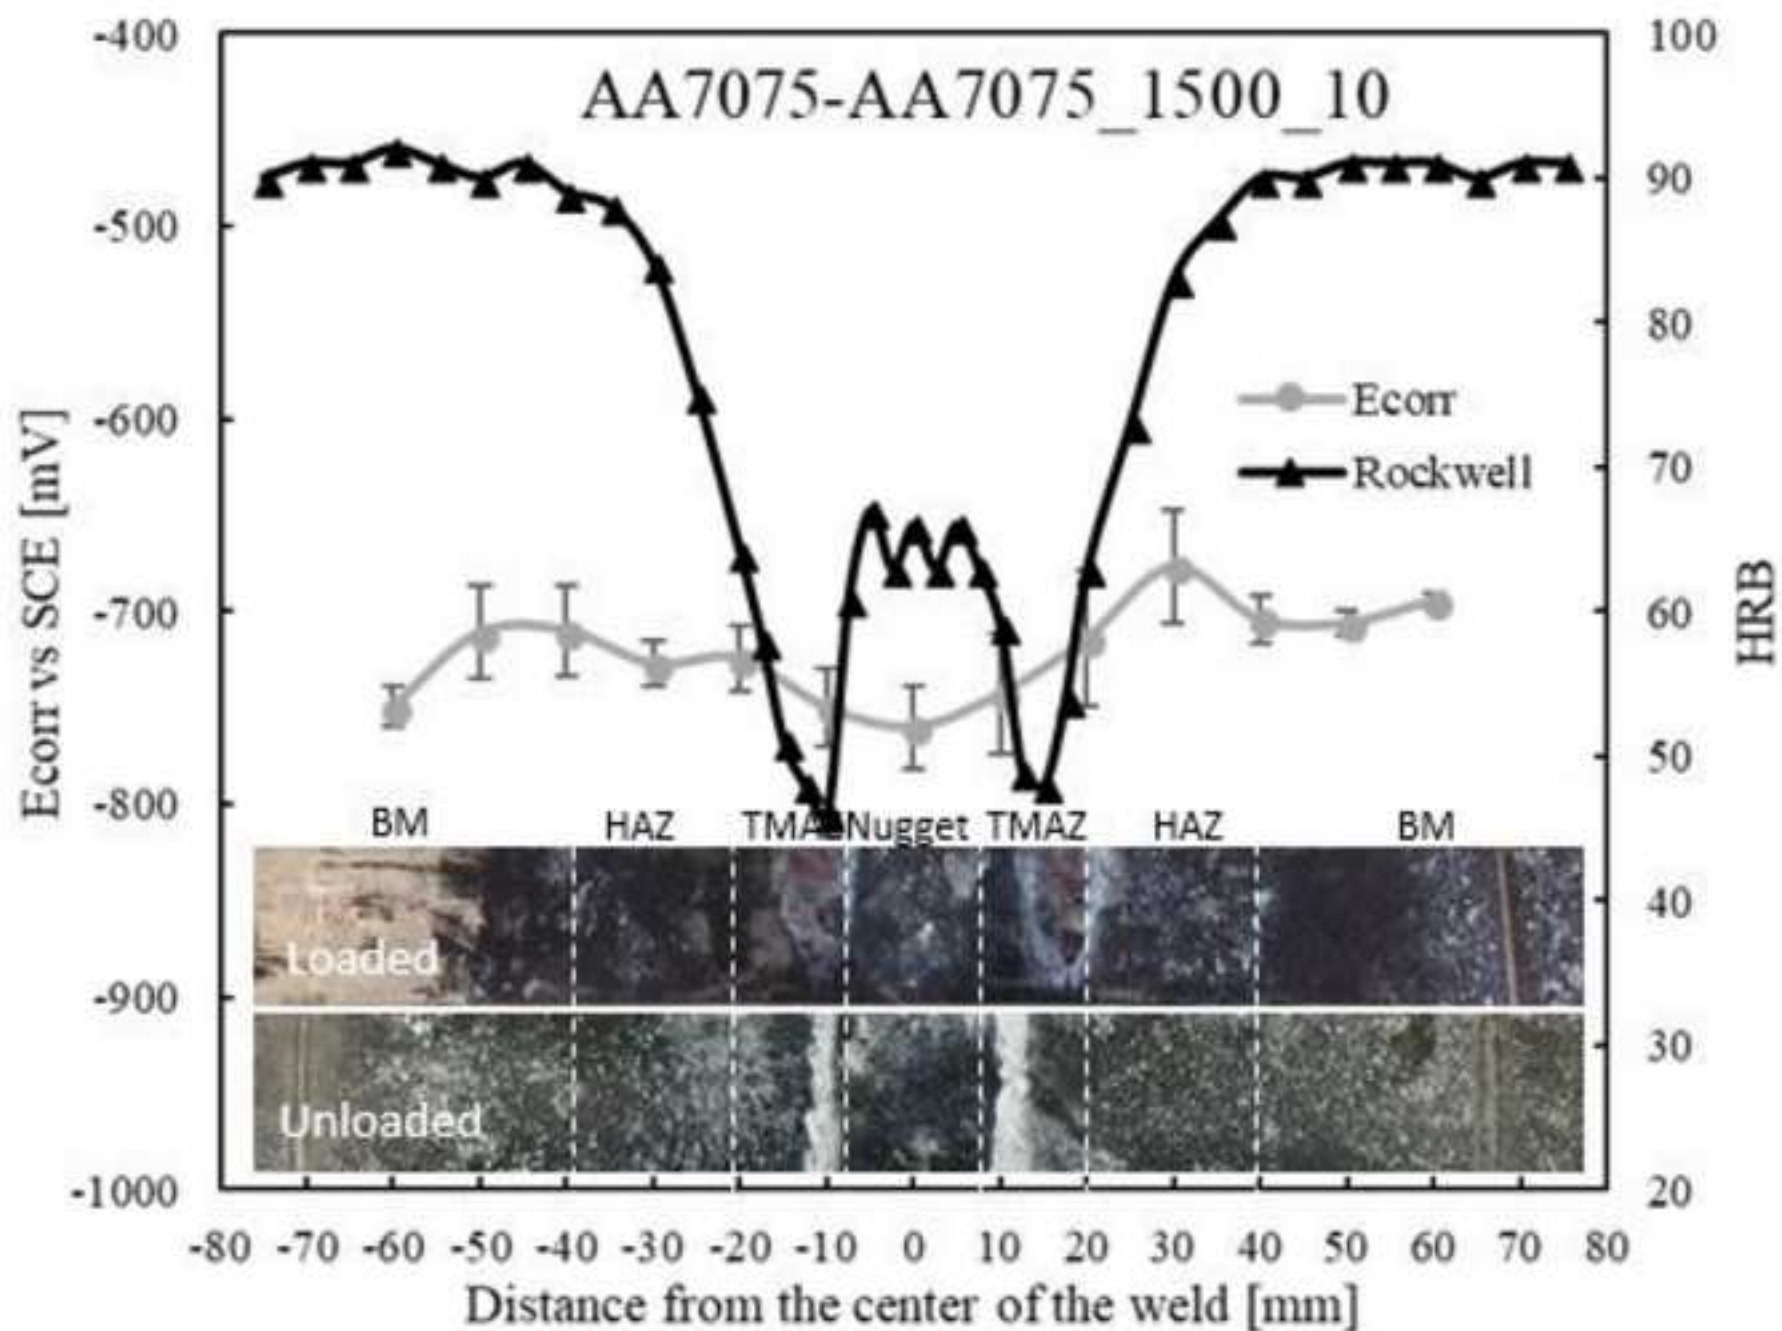 AA7075-AA7075_1500_10
-400
-500
-600
-700
-800
-900
-1000
Ecorr vs SCE [mV]
100
90
80
70
60
50
40
30
20
HRB
Ecorr
Rockwell
BM HAZ TMAZ Nugget TMAZ HAZ BM
Loaded
Unloaded
-80 -70 -60 -50 -40 -30 -20 -10 0 10 20 30 40 50 60 70 80
Distance from the center of the weld [mm]